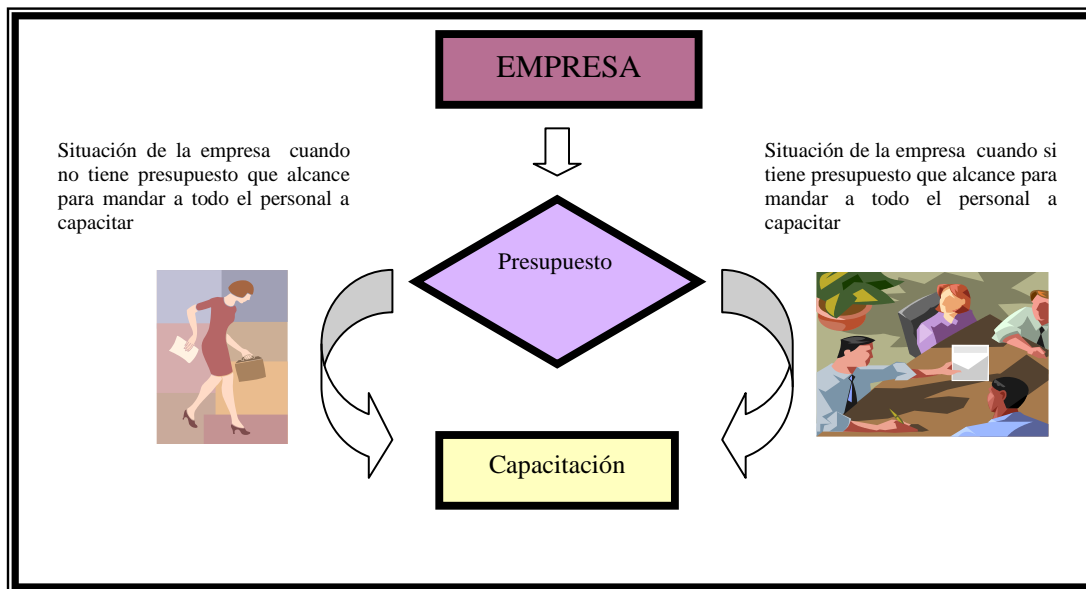 EMPRESA
Situación de la empresa cuando
no tiene presupuesto que alcance
para mandar a todo el personal a
capacitar
Situación de la empresa cuando si
tiene presupuesto que alcance para
mandar a todo el personal a
capacitar
Presupuesto
Capacitación